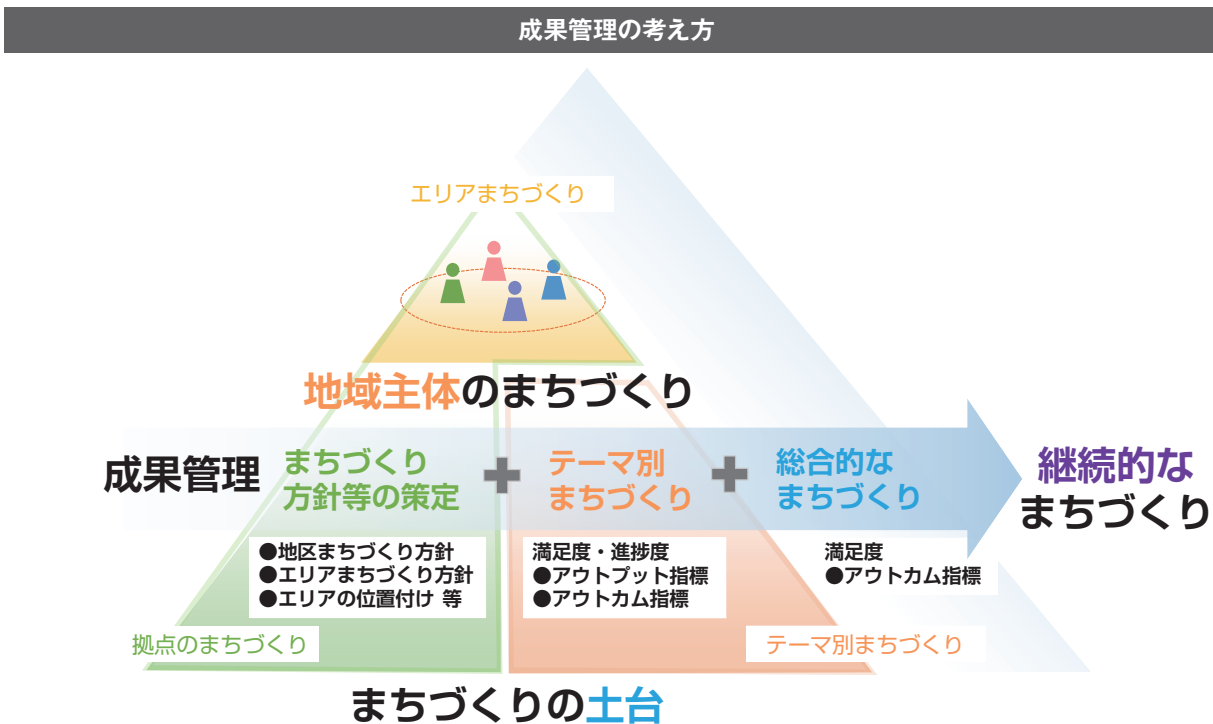 成果管理の考え方
エリアまちづくり
地域主体のまちづくり
成果管理
まちづくり
方針等の策定
＋
テーマ別
まちづくり
＋
総合的な
まちづくり
継続的な
まちづくり
●地区まちづくり方針
●エリアまちづくり方針
●エリアの位置付け 等
満足度・進捗度
●アウトプット指標
●アウトカム指標
満足度
●アウトカム指標
拠点のまちづくり
テーマ別まちづくり
まちづくりの土台